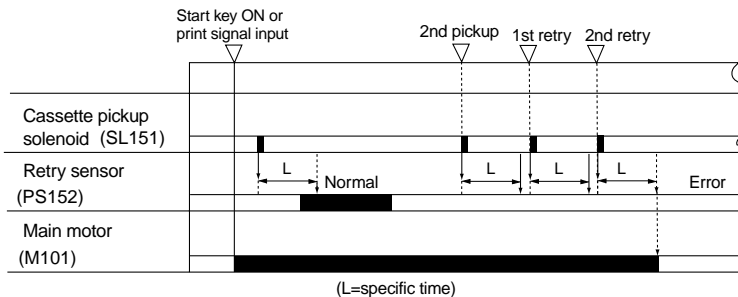 Start key ON or
print signal input
2nd pickup
1st retry
2nd retry
Cassette pickup
solenoid (SL151)
Retry sensor
(PS152)
L
Normal
L
L
L
Error
Main motor
(M101)
(L=specific time)